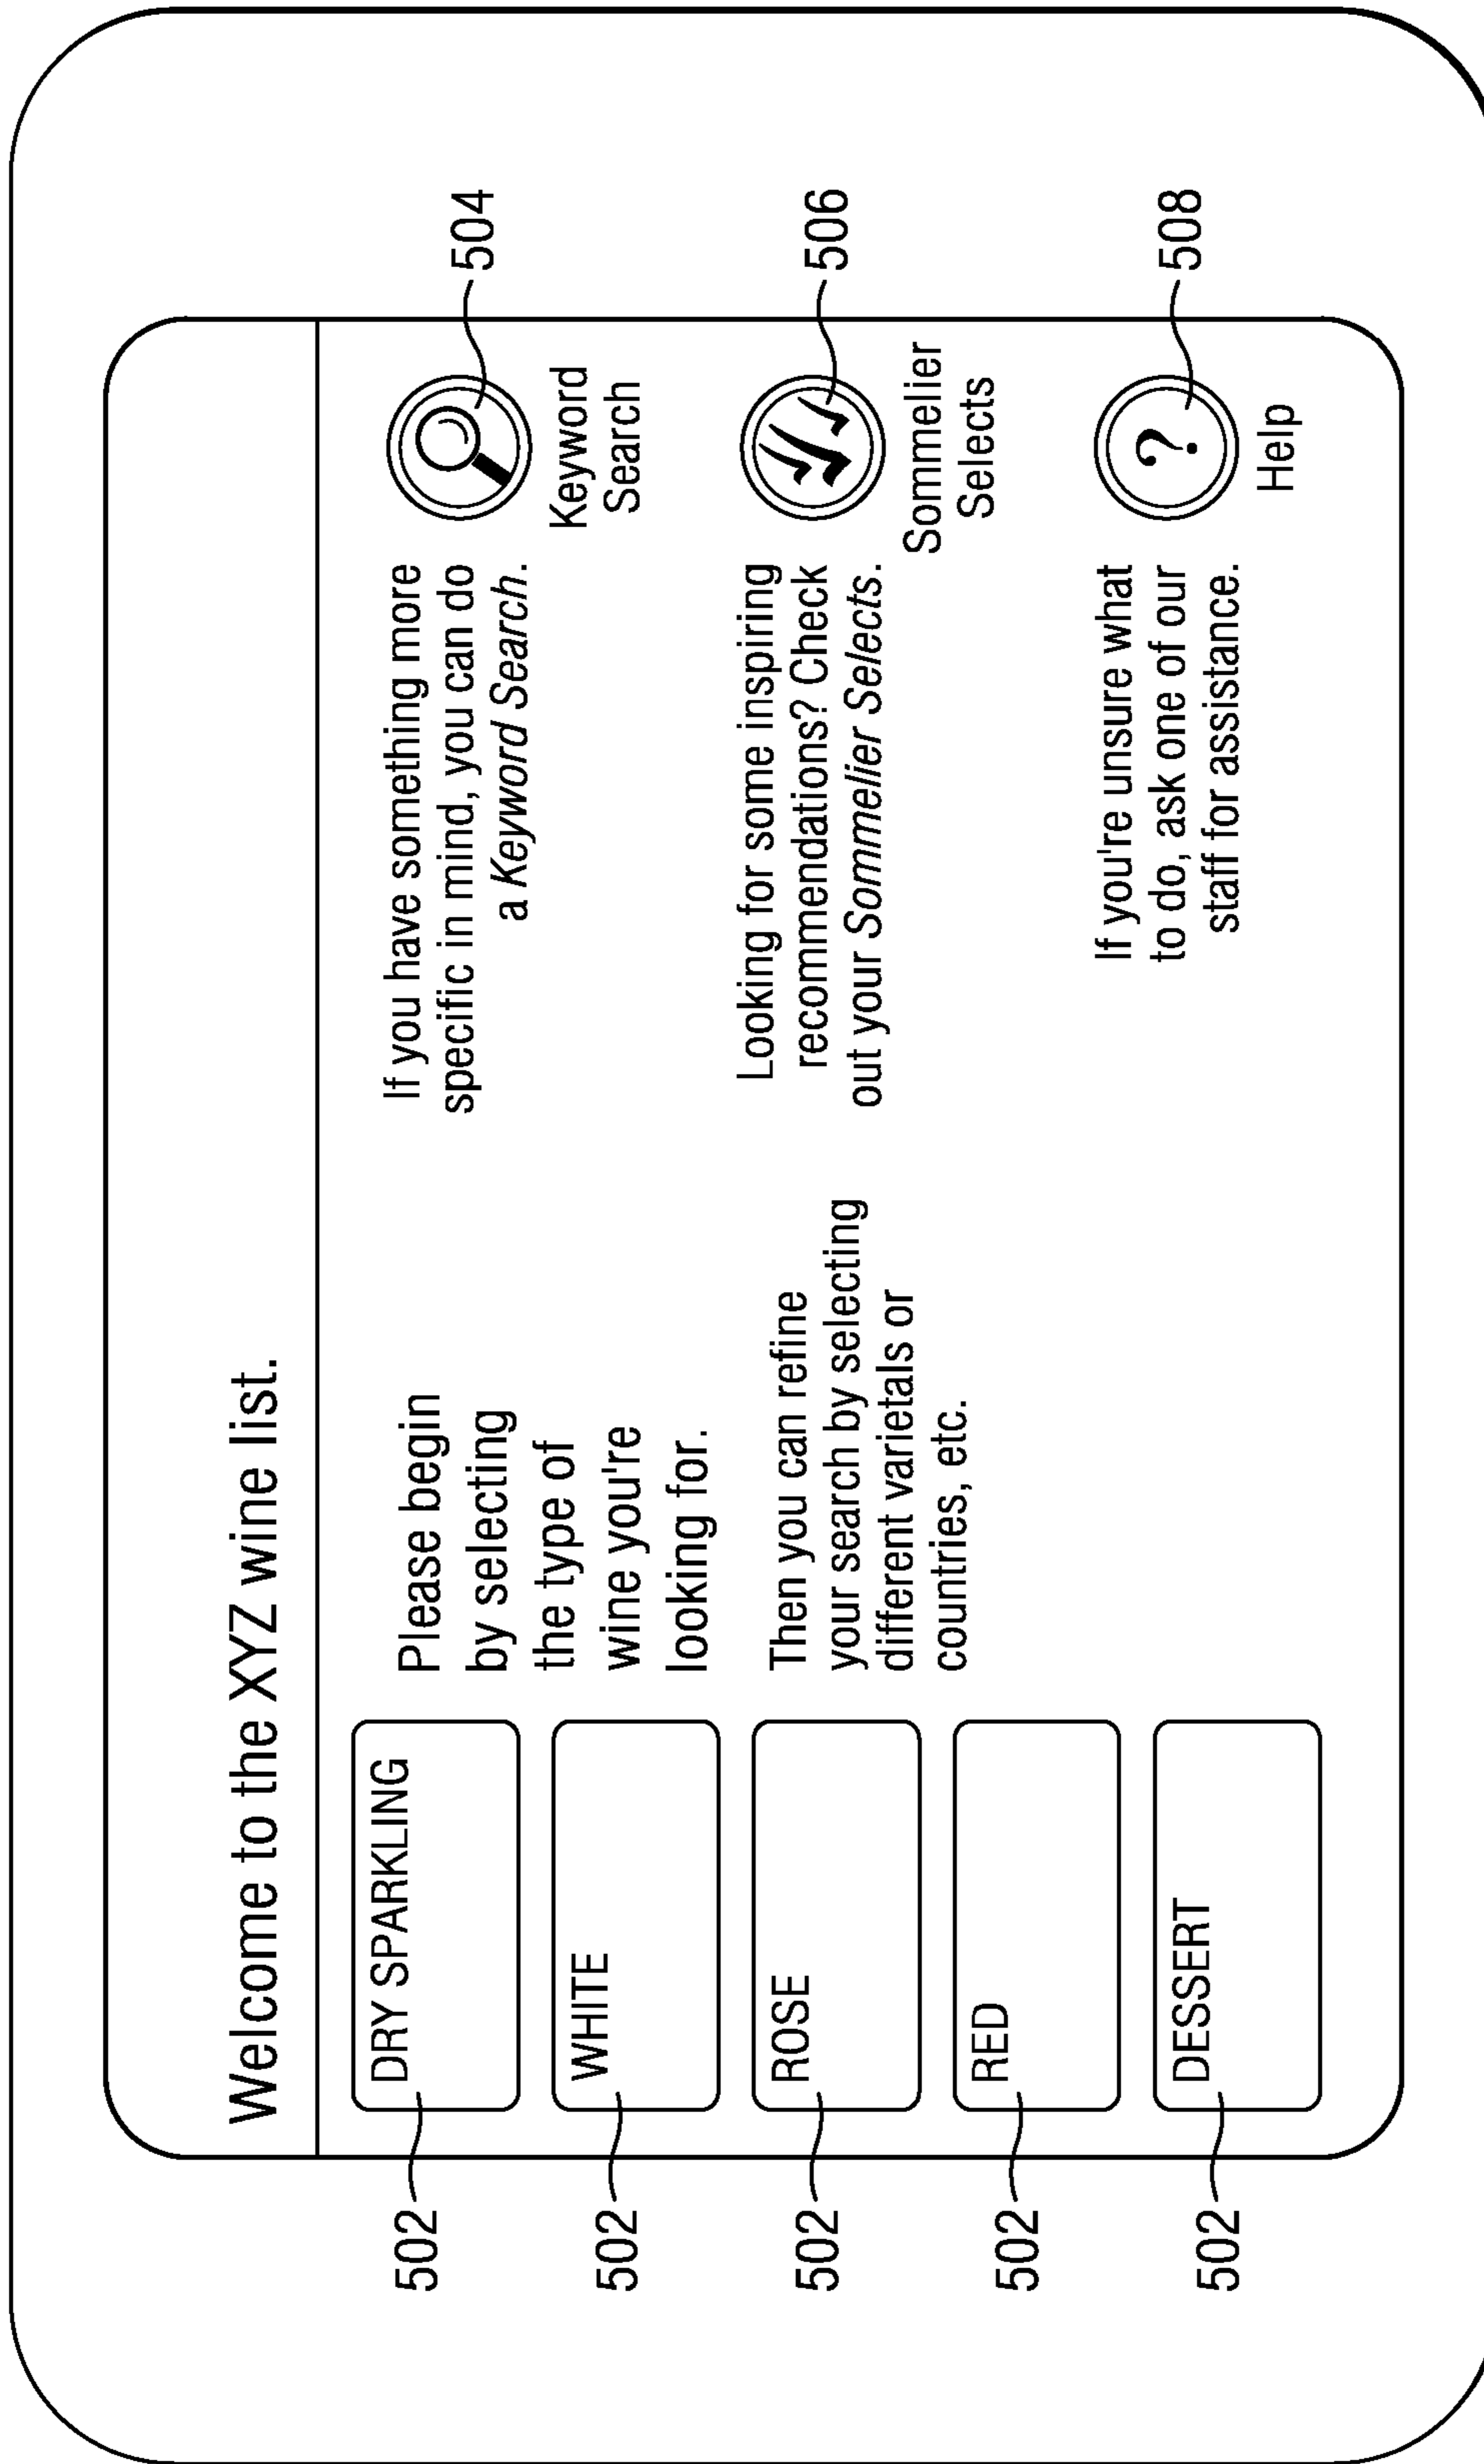 Welcome to the XYZ wine list.
502
DRY SPARKLING
502
WHITE
502
ROSE
502
RED
502
DESSERT
Please begin
by selecting
the type of
wine you're
looking for.
Then you can refine
your search by selecting
different varietals or
countries, etc.
If you have something more
specific in mind, you can do
a Keyword Search.
504
Keyword
Search
Looking for some inspiring
recommendations? Check
out your Sommelier Selects.
506
Sommelier
Selects
If you're unsure what
to do, ask one of our
staff for assistance.
?
508
Help